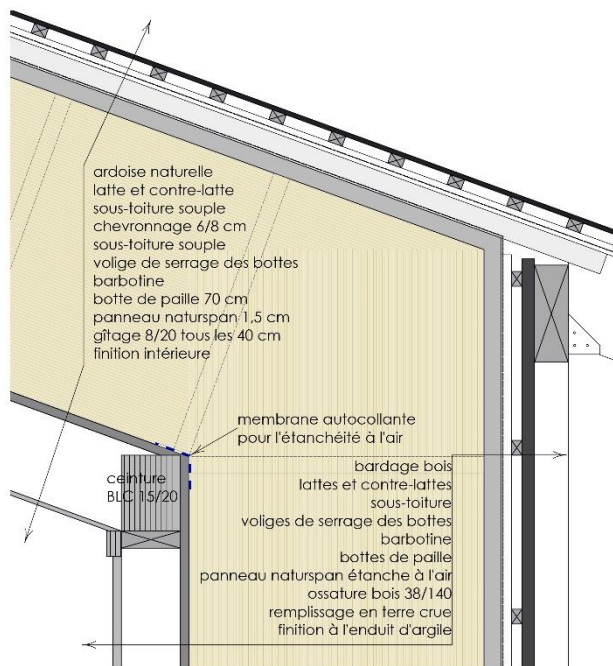 ardoise naturelle
latte et contre-latte
sous-toiture souple
chevronnage 6/8 cm
sous-toiture souple
volige de serrage des bottes
barbotine
botte de paille 70 cm
panneau naturspan 1,5 cm
gîtage 8/20 tous les 40 cm
finition intérieure
membrane autocollante
pour l'étanchéité à l'air
ceinture
BLC 15/20
bardage bois
lattes et contre-lattes
sous-toiture
voliges de serrage des bottes
barbotine
bottes de paille
panneau naturspan étanche à l'air
ossature bois 38/140
remplissage en terre crue
finition à l'enduit d'argile